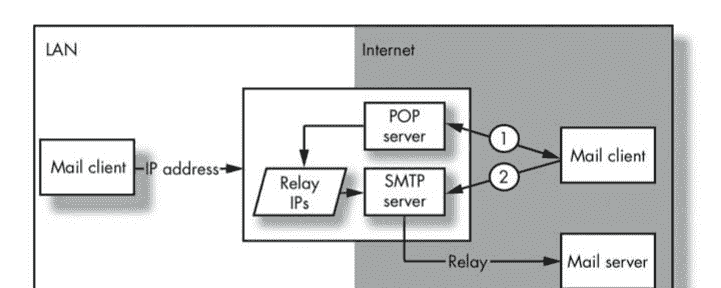 LAN
Internet
POP
server
1
Mail client
IP address
Mail client
Relay
IPs
SMTP
server
2
Relay
Mail server